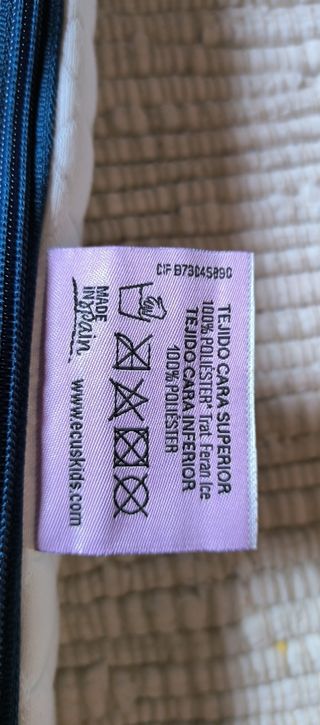 CIF B73045890
TEJIDO CARA SUPERIOR
100% POLIESTER* Trat. Feran Ice
TEJIDO CARA INFERIOR
100% POLIESTER
MADE
IN Spain
www.ecuskids.com